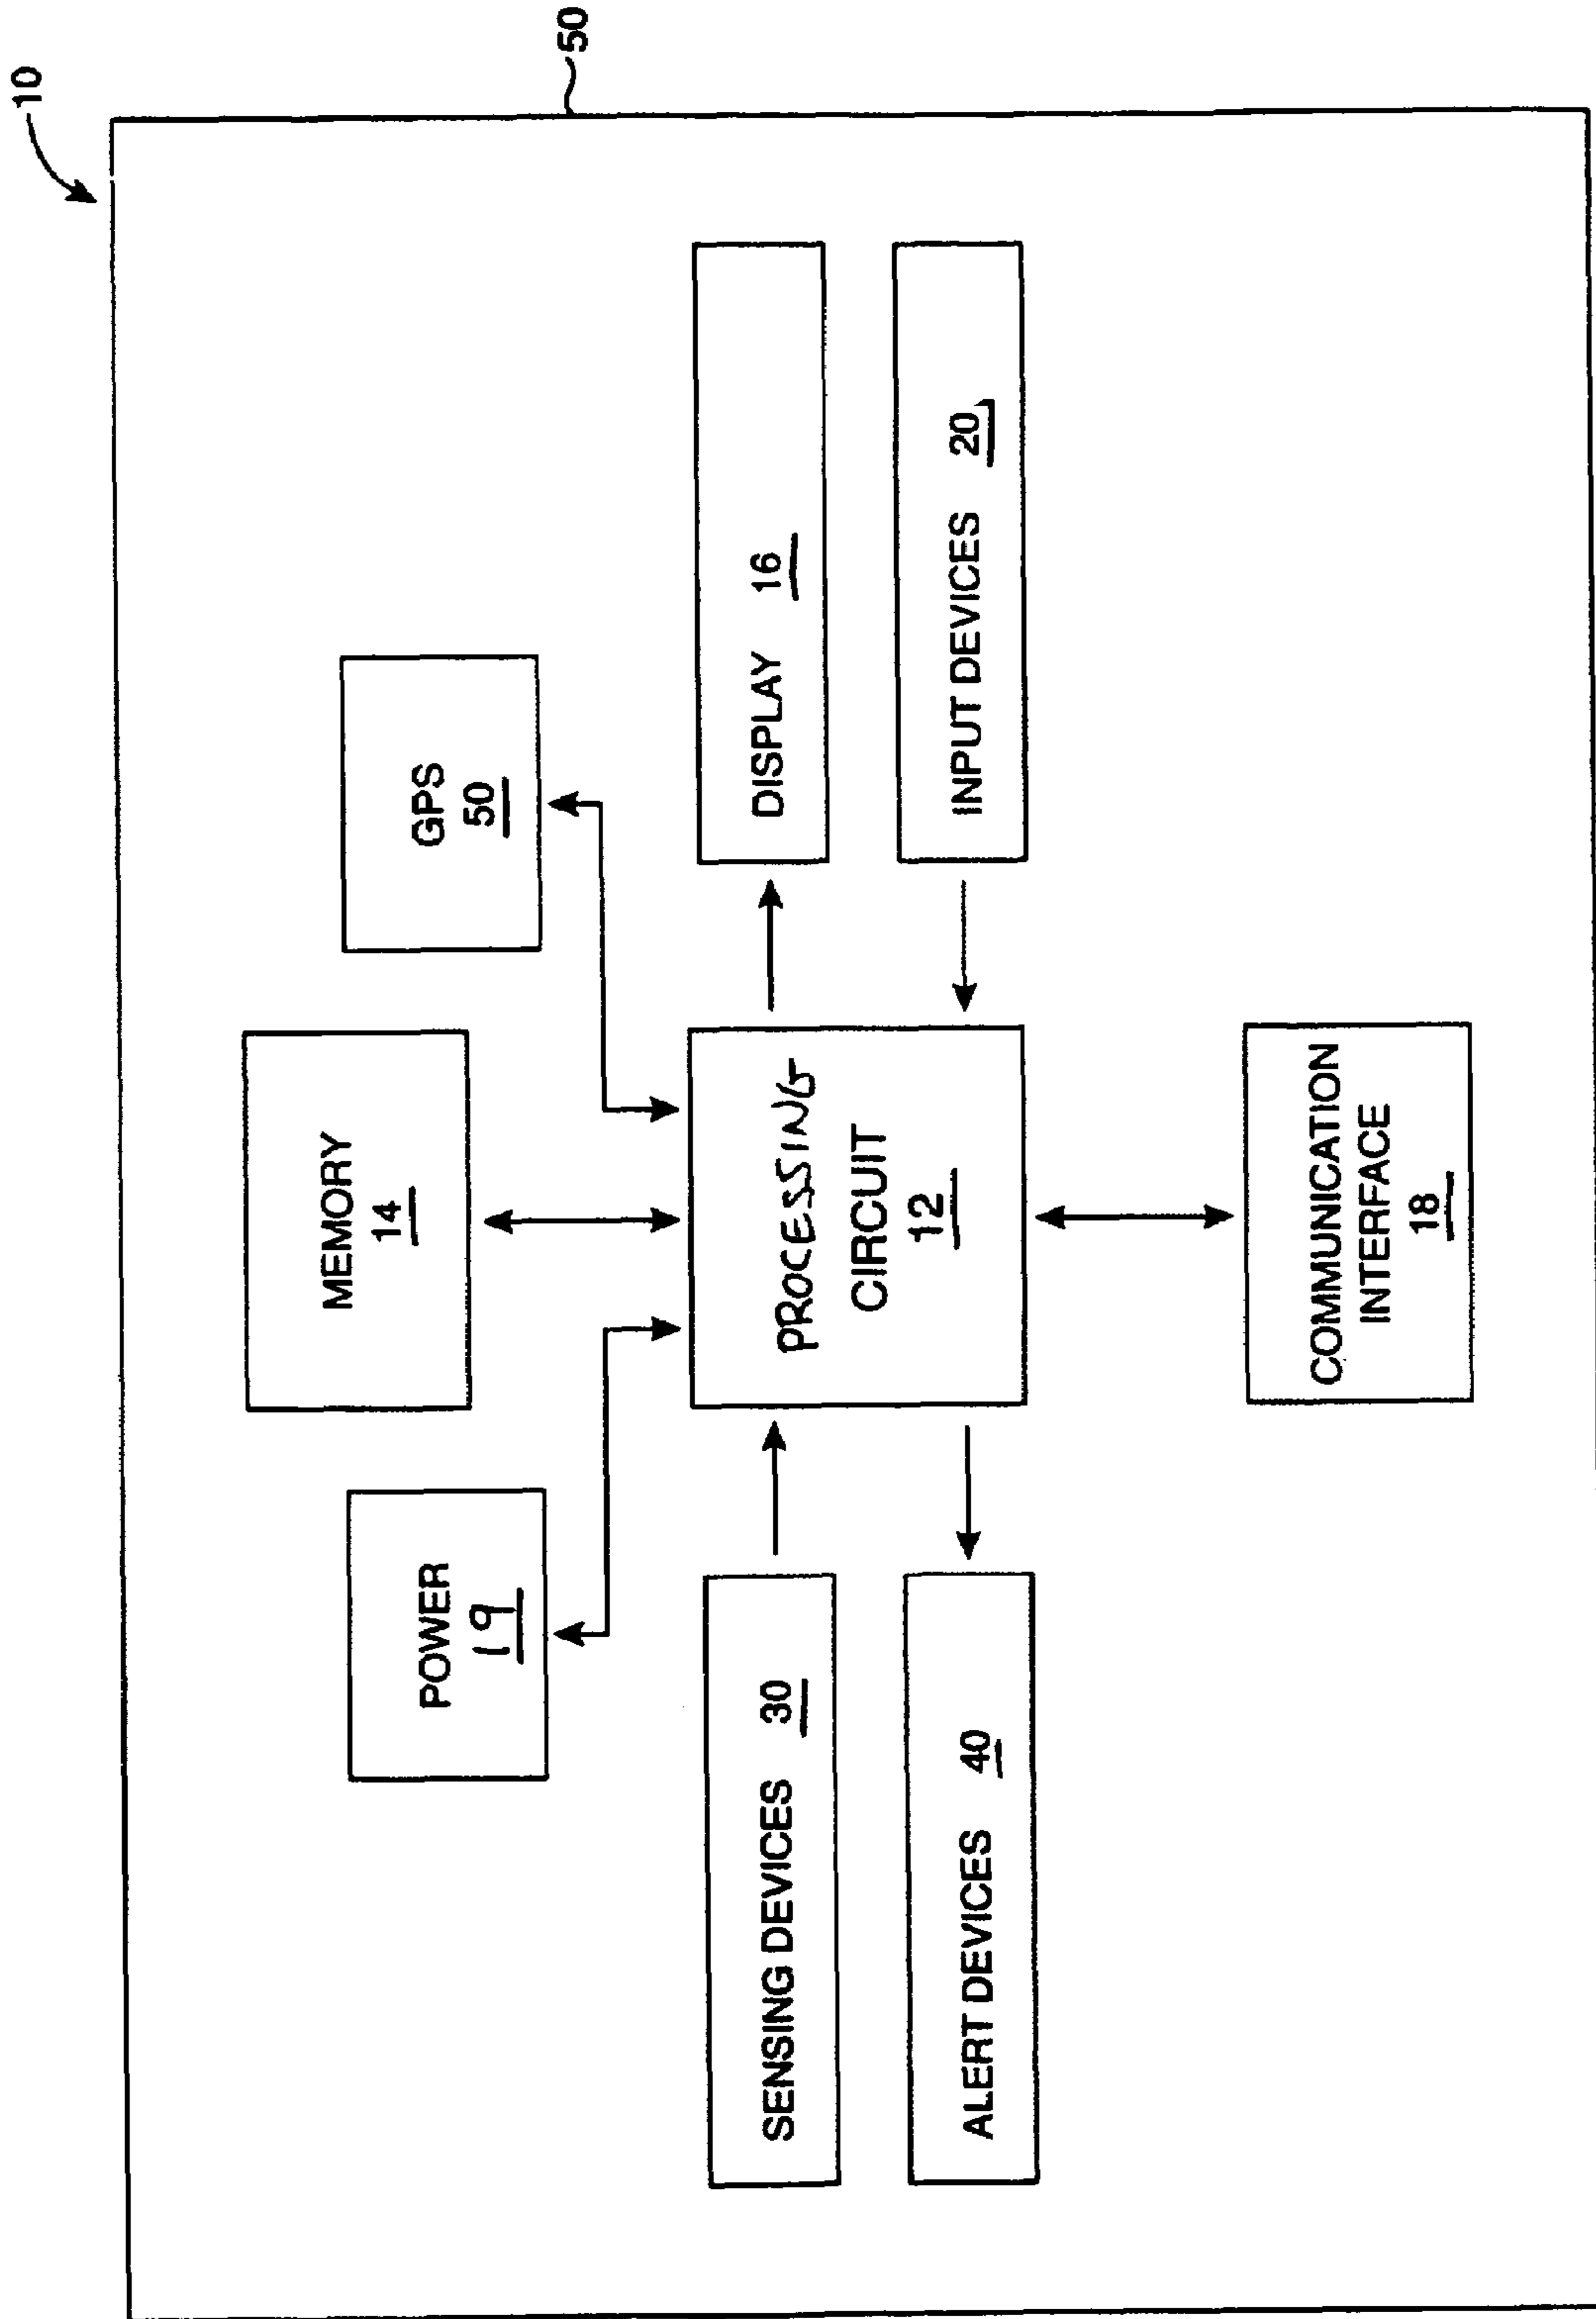 10
50
MEMORY
14
POWER
19
GPS
50
SENSING DEVICES 30
PROCESSING
CIRCUIT
12
DISPLAY 16
ALERT DEVICES 40
INPUT DEVICES 20
COMMUNICATION
INTERFACE
18